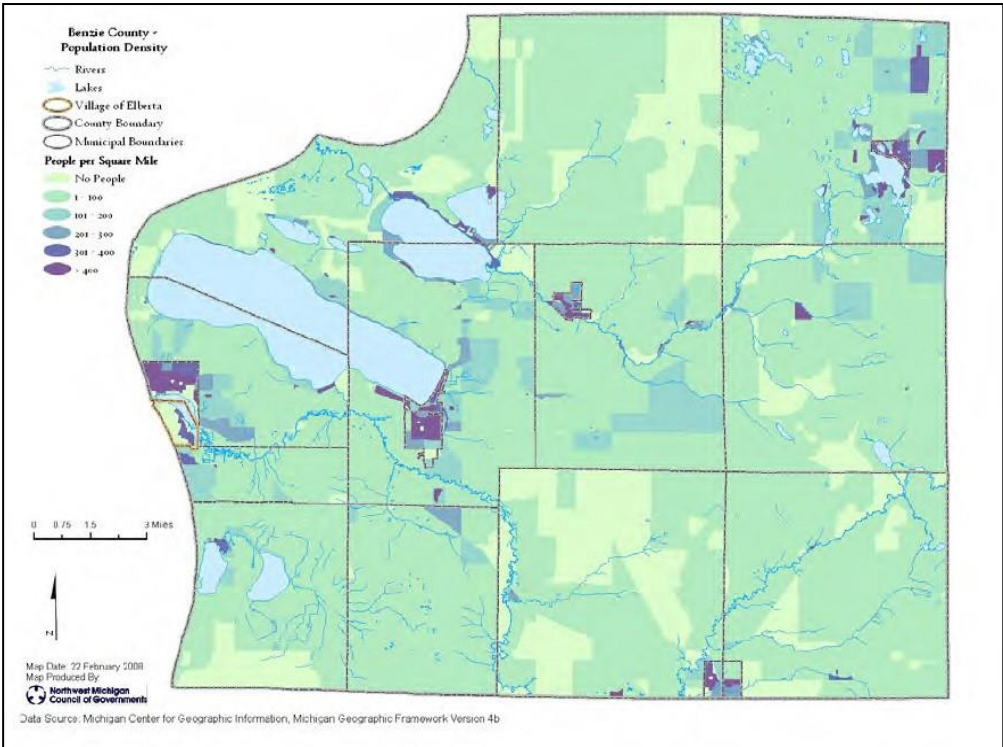 Benzie County -
Population Density
Rivers
Lakes
Village of Elberta
County Boundary
Municipal Boundaries
People per Square Mile
No People
1 - 100
101 - 200
201 - 300
301 - 400
> 400
0 0.75 1.5 3 Miles
N
Map Date: 22 February 2008
Map Produced By:
Northwest Michigan
Council of Governments
Data Source: Michigan Center for Geographic Information, Michigan Geographic Framework Version 4b